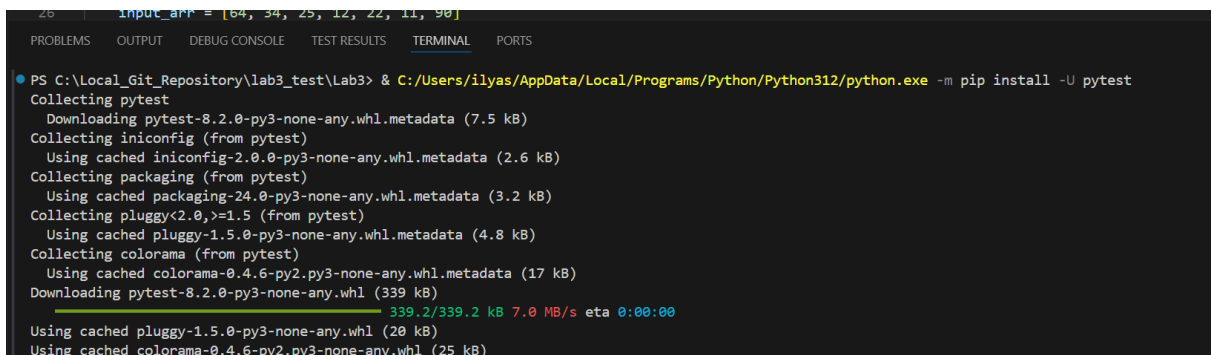 26 input_arr = [64, 34, 25, 12, 22, 11, 90]
PROBLEMS OUTPUT DEBUG CONSOLE TEST RESULTS TERMINAL PORTS
PS C:\Local_Git_Repository\lab3_test\Lab3> & C:/Users/ilyas/AppData/Local/Programs/Python/Python312/python.exe -m pip install -U pytest
Collecting pytest
Downloading pytest-8.2.0-py3-none-any.whl.metadata (7.5 kB)
Collecting iniconfig (from pytest)
Using cached iniconfig-2.0.0-py3-none-any.whl.metadata (2.6 kB)
Collecting packaging (from pytest)
Using cached packaging-24.0-py3-none-any.whl.metadata (3.2 kB)
Collecting pluggy<2.0,>=1.5 (from pytest)
Using cached pluggy-1.5.0-py3-none-any.whl.metadata (4.8 kB)
Collecting colorama (from pytest)
Using cached colorama-0.4.6-py2.py3-none-any.whl.metadata (17 kB)
Downloading pytest-8.2.0-py3-none-any.whl (339 kB)
339.2/339.2 kB 7.0 MB/s eta 0:00:00
Using cached pluggy-1.5.0-py3-none-any.whl (20 kB)
Using cached colorama-0.4.6-py2.py3-none-any.whl (25 kB)